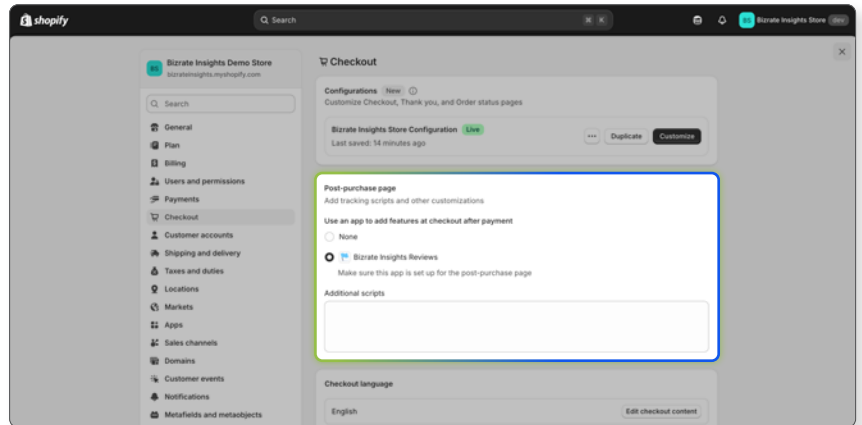 shopify
Search
⌘ K
BS
Bizrate Insights Store dev
BS
Bizrate Insights Demo Store
bizrateinsights.myshopify.com
Search
General
Plan
Billing
Users and permissions
Payments
Checkout
Customer accounts
Shipping and delivery
Taxes and duties
Locations
Markets
Apps
Sales channels
Domains
Customer events
Notifications
Metafields and metaobjects
Checkout
Configurations New
Customize Checkout, Thank you, and Order status pages
Bizrate Insights Store Configuration Live
Last saved: 14 minutes ago
Duplicate
Customize
Post-purchase page
Add tracking scripts and other customizations
Use an app to add features at checkout after payment
None
Bizrate Insights Reviews
Make sure this app is set up for the post-purchase page
Additional scripts
Checkout language
English
Edit checkout content